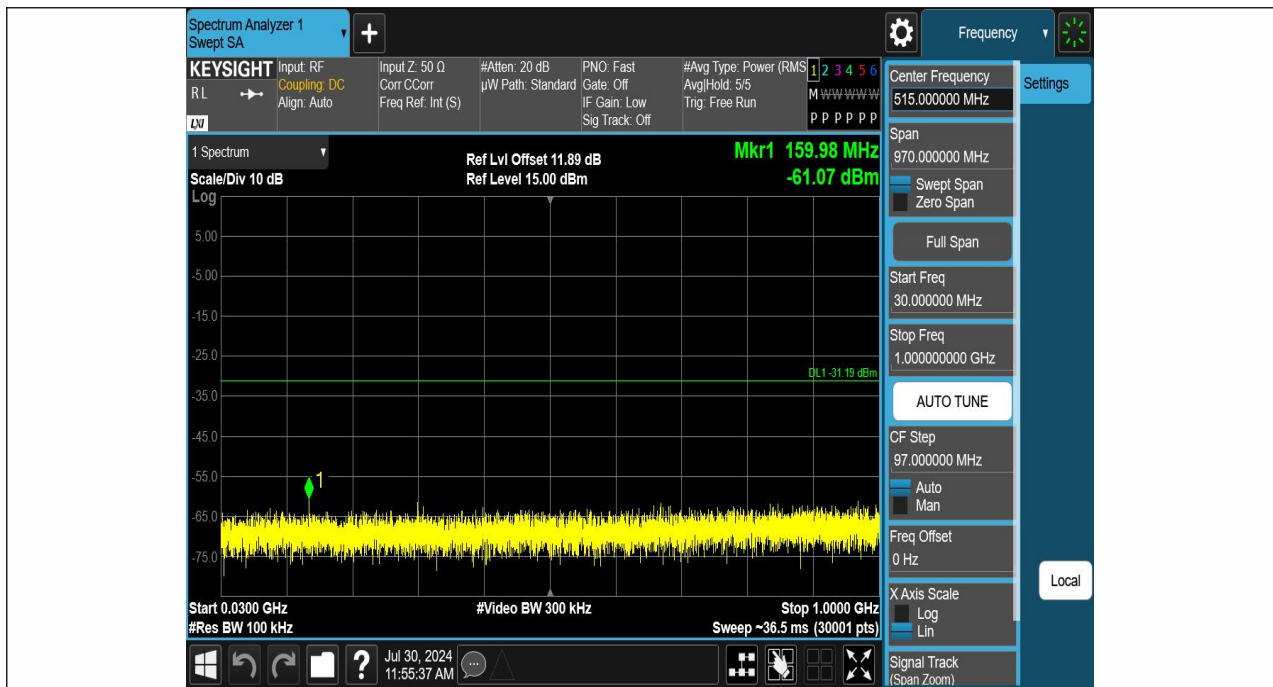 Spectrum Analyzer 1
Swept SA
Frequency
KEYSIGHT
R L
LXI
Input: RF
Coupling: DC
Align: Auto
Input Z: 50 Ω
Corr CCorr
Freq Ref: Int (S)
#Atten: 20 dB
µW Path: Standard
PNO: Fast
Gate: Off
IF Gain: Low
Sig Track: Off
#Avg Type: Power (RMS
Avg|Hold: 5/5
Trig: Free Run
1 2 3 4 5 6
M W W W W W
P P P P P P
1 Spectrum
Scale/Div 10 dB
Ref Lvl Offset 11.89 dB
Ref Level 15.00 dBm
Mkr1 159.98 MHz
-61.07 dBm
Log
5.00
-5.00
-15.0
-25.0
DL1 -31.19 dBm
-35.0
-45.0
-55.0
1
-65.0
-75.0
Start 0.0300 GHz
#Res BW 100 kHz
#Video BW 300 kHz
Stop 1.0000 GHz
Sweep ~36.5 ms (30001 pts)
Center Frequency
515.000000 MHz
Span
970.000000 MHz
Swept Span
Zero Span
Full Span
Start Freq
30.000000 MHz
Stop Freq
1.000000000 GHz
AUTO TUNE
CF Step
97.000000 MHz
Auto
Man
Freq Offset
0 Hz
X Axis Scale
Log
Lin
Signal Track
(Span Zoom)
Settings
Local
?
Jul 30, 2024
11:55:37 AM